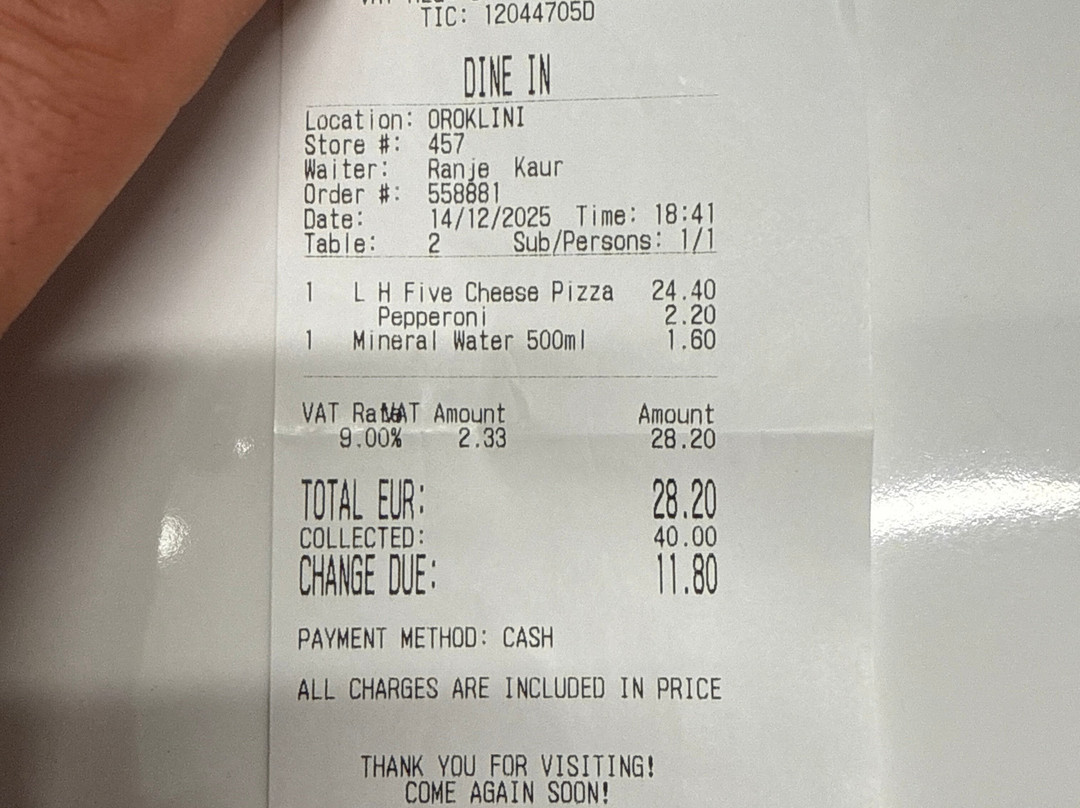 TIC: 12044705D
DINE IN
Location: OROKLINI
Store #: 457
Waiter: Ranje Kaur
Order #: 558881
Date: 14/12/2025 Time: 18:41
Table: 2 Sub/Persons: 1/1
1 L H Five Cheese Pizza 24.40
Pepperoni 2.20
1 Mineral Water 500ml 1.60
VAT Rate VAT Amount Amount
9.00% 2.33 28.20
TOTAL EUR: 28.20
COLLECTED: 40.00
CHANGE DUE: 11.80
PAYMENT METHOD: CASH
ALL CHARGES ARE INCLUDED IN PRICE
THANK YOU FOR VISITING!
COME AGAIN SOON!